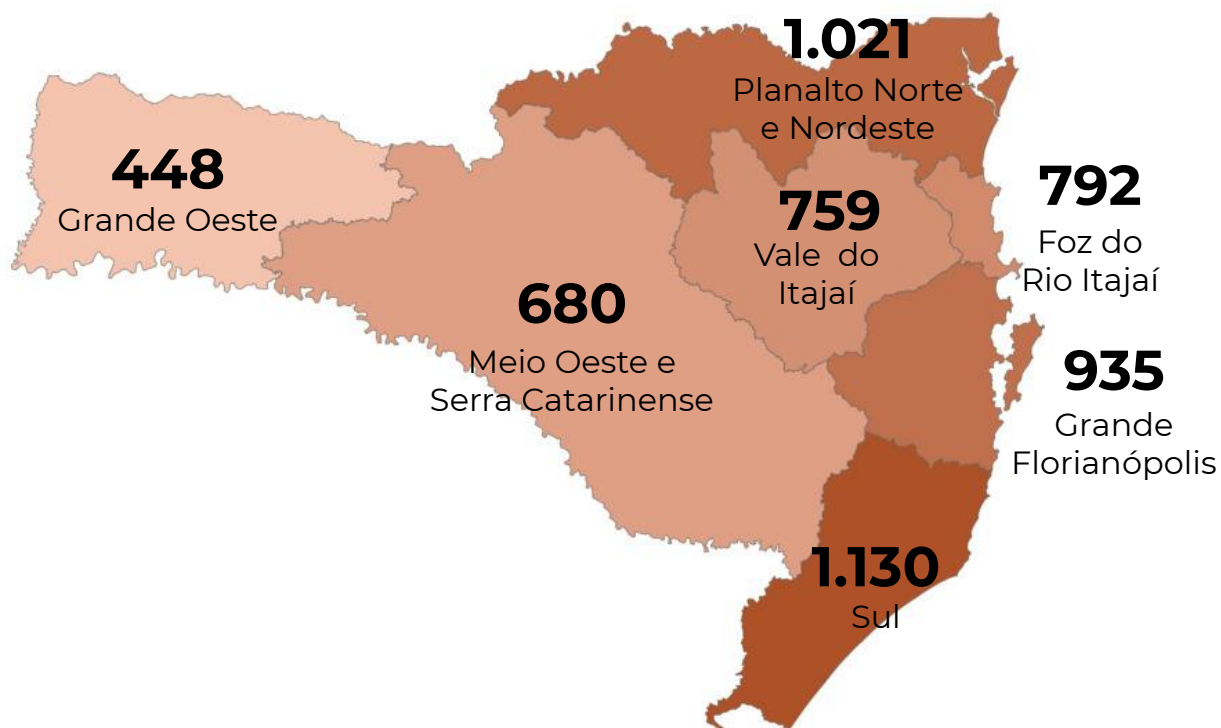 1.021
Planalto Norte
e Nordeste
448
Grande Oeste
792
Foz do
Rio Itajaí
759
Vale do
Itajaí
680
Meio Oeste e
Serra Catarinense
935
Grande
Florianópolis
1.130
Sul